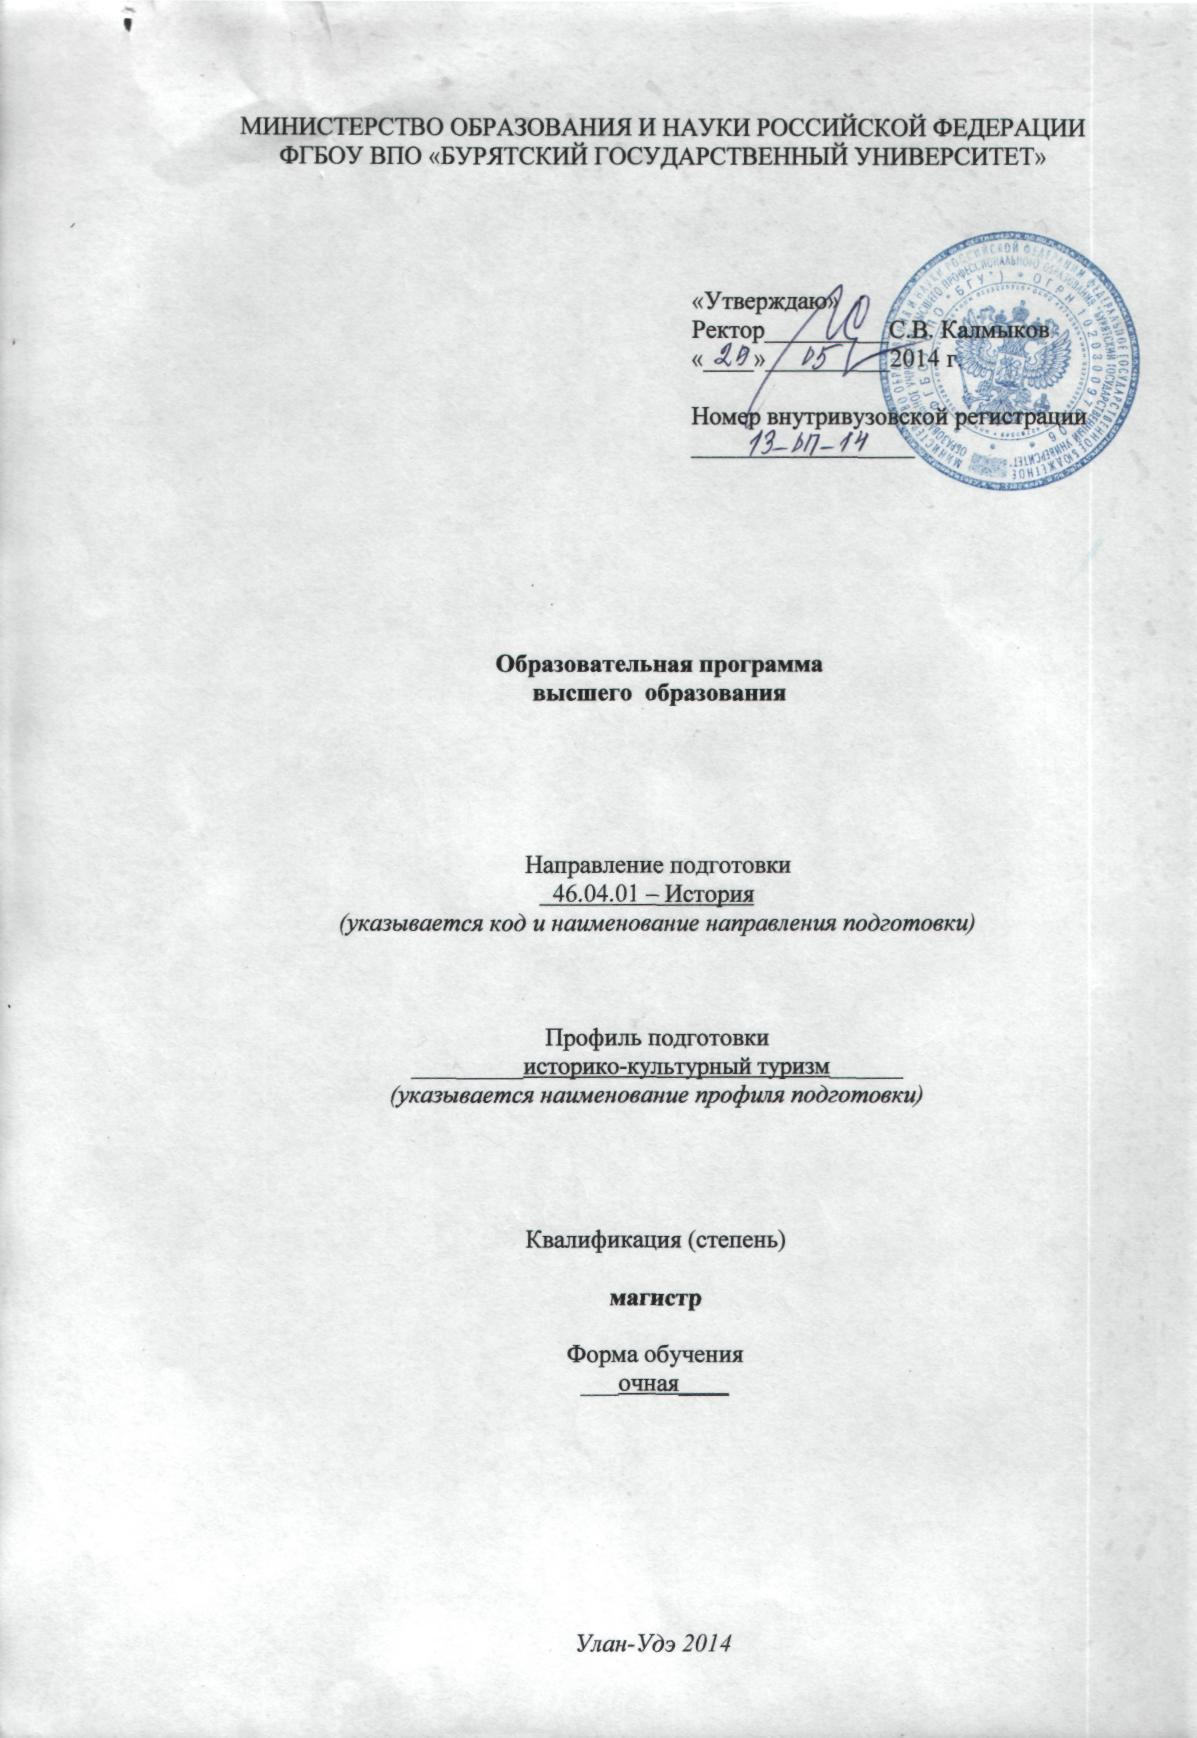 МИНИСТЕРСТВО ОБРАЗОВАНИЯ И НАУКИ РОССИЙСКОЙ ФЕДЕРАЦИИ
ФГБОУ ВПО «БУРЯТСКИЙ ГОСУДАРСТВЕННЫЙ УНИВЕРСИТЕТ»
«Утверждаю»
Ректор__________С.В. Калмыков
«29» 05 2014 г.
Номер внутривузовской регистрации
13-ОП-14
Образовательная программа
высшего образования
Направление подготовки
46.04.01 – История
(указывается код и наименование направления подготовки)
Профиль подготовки
историко-культурный туризм
(указывается наименование профиля подготовки)
Квалификация (степень)
магистр
Форма обучения
очная
Улан-Удэ 2014